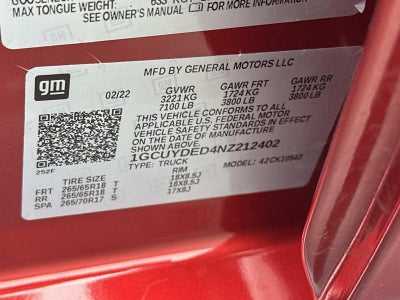 MAX TONGUE WEIGHT:
SEE OWNER'S MANUAL FOR MORE INFORMATION
gm
MFD BY GENERAL MOTORS LLC
02/22 GVWR GAWR FRT GAWR RR
3221 KG 1724 KG 1724 KG
7100 LB 3800 LB 3800 LB
THIS VEHICLE CONFORMS TO ALL
APPLICABLE U.S. FEDERAL MOTOR
VEHICLE SAFETY STANDARDS IN EFFECT
ON THE DATE OF MANUFACTURE
SHOWN ABOVE.
1GCUYDED4NZ212402
252F
TYPE: TRUCK MODEL: 42CK10543
TIRE SIZE RIM
FRT 265/65R18 T 18X8.5J
RR 265/65R18 T 18X8.5J
SPA 265/70R17 S 17X8J